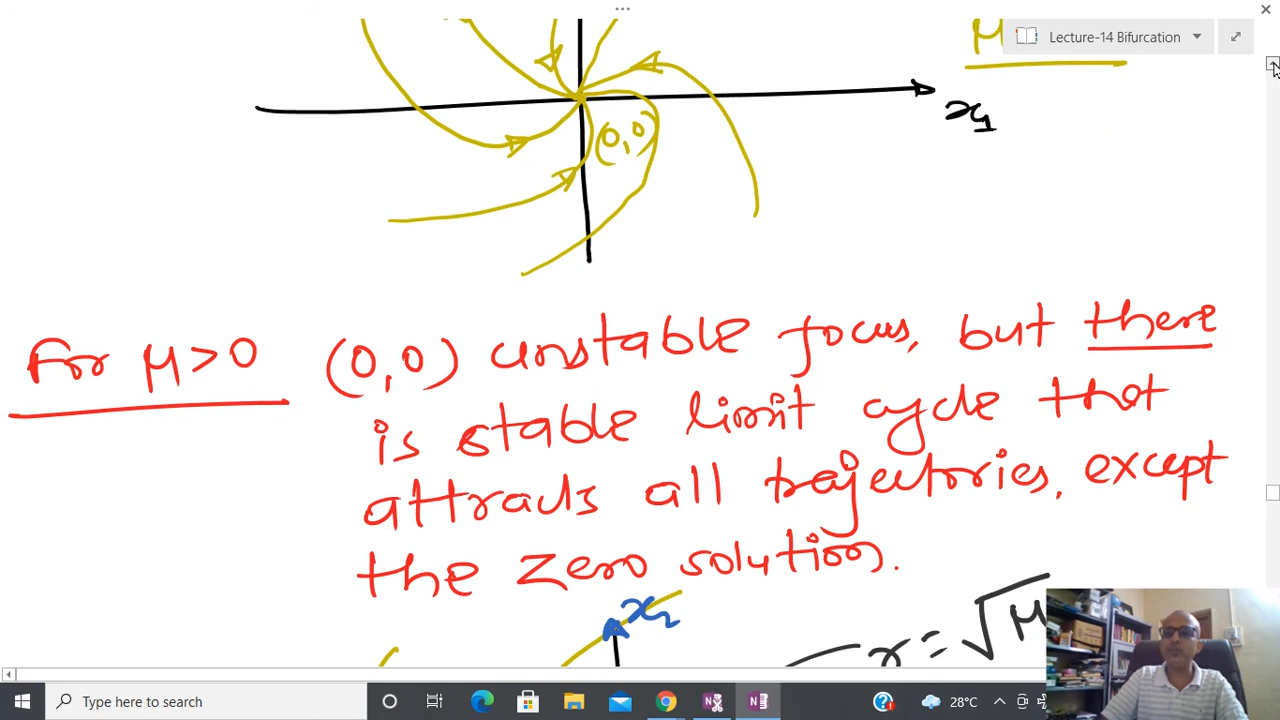 μ
Lecture-14 Bifurcation
x₁
(0,0)
For μ>0 (0,0) unstable focus, but there
is stable limit cycle that
attracts all trajectories, except
the zero solution.
x₂
r = √μ
Type here to search
28°C